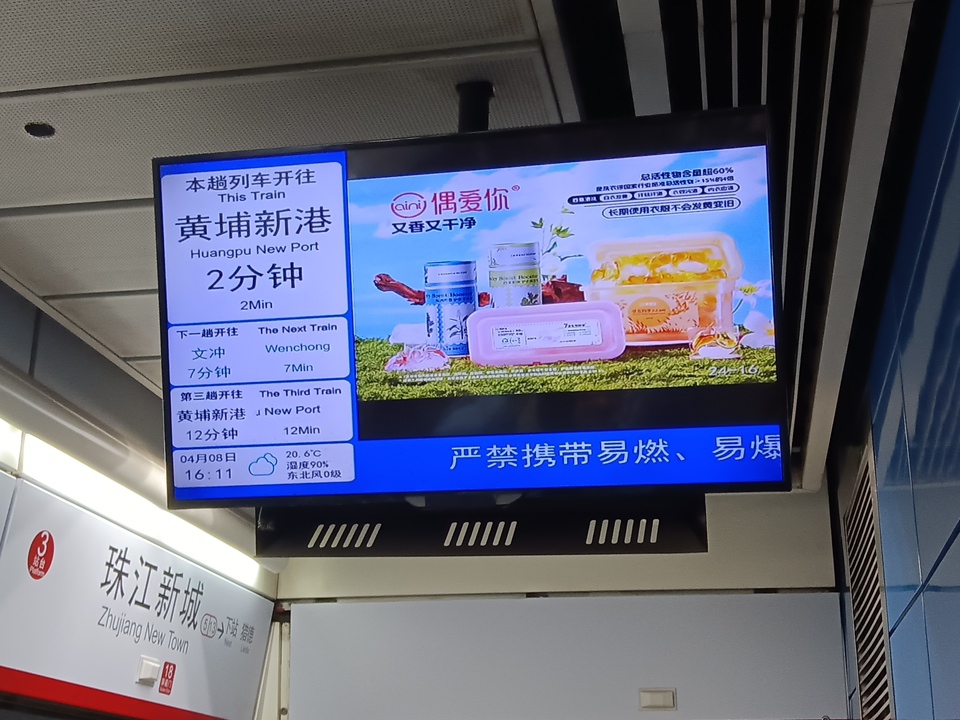 本趟列车开往
This Train
黄埔新港
Huangpu New Port
2分钟
2Min
下一趟开往 The Next Train
文冲 Wenchong
7分钟 7Min
第三趟开往 The Third Train
黄埔新港 New Port
12分钟 12Min
04月08日
16:11
20.6℃
湿度90%
东北风0级
aini 偶爱你®
又香又干净
总活性物含量超60%
长期使用衣服不会发黄变旧
严禁携带易燃、易爆
3
站台
Platform
珠江新城
Zhujiang New Town
下站 猎德
Next
18